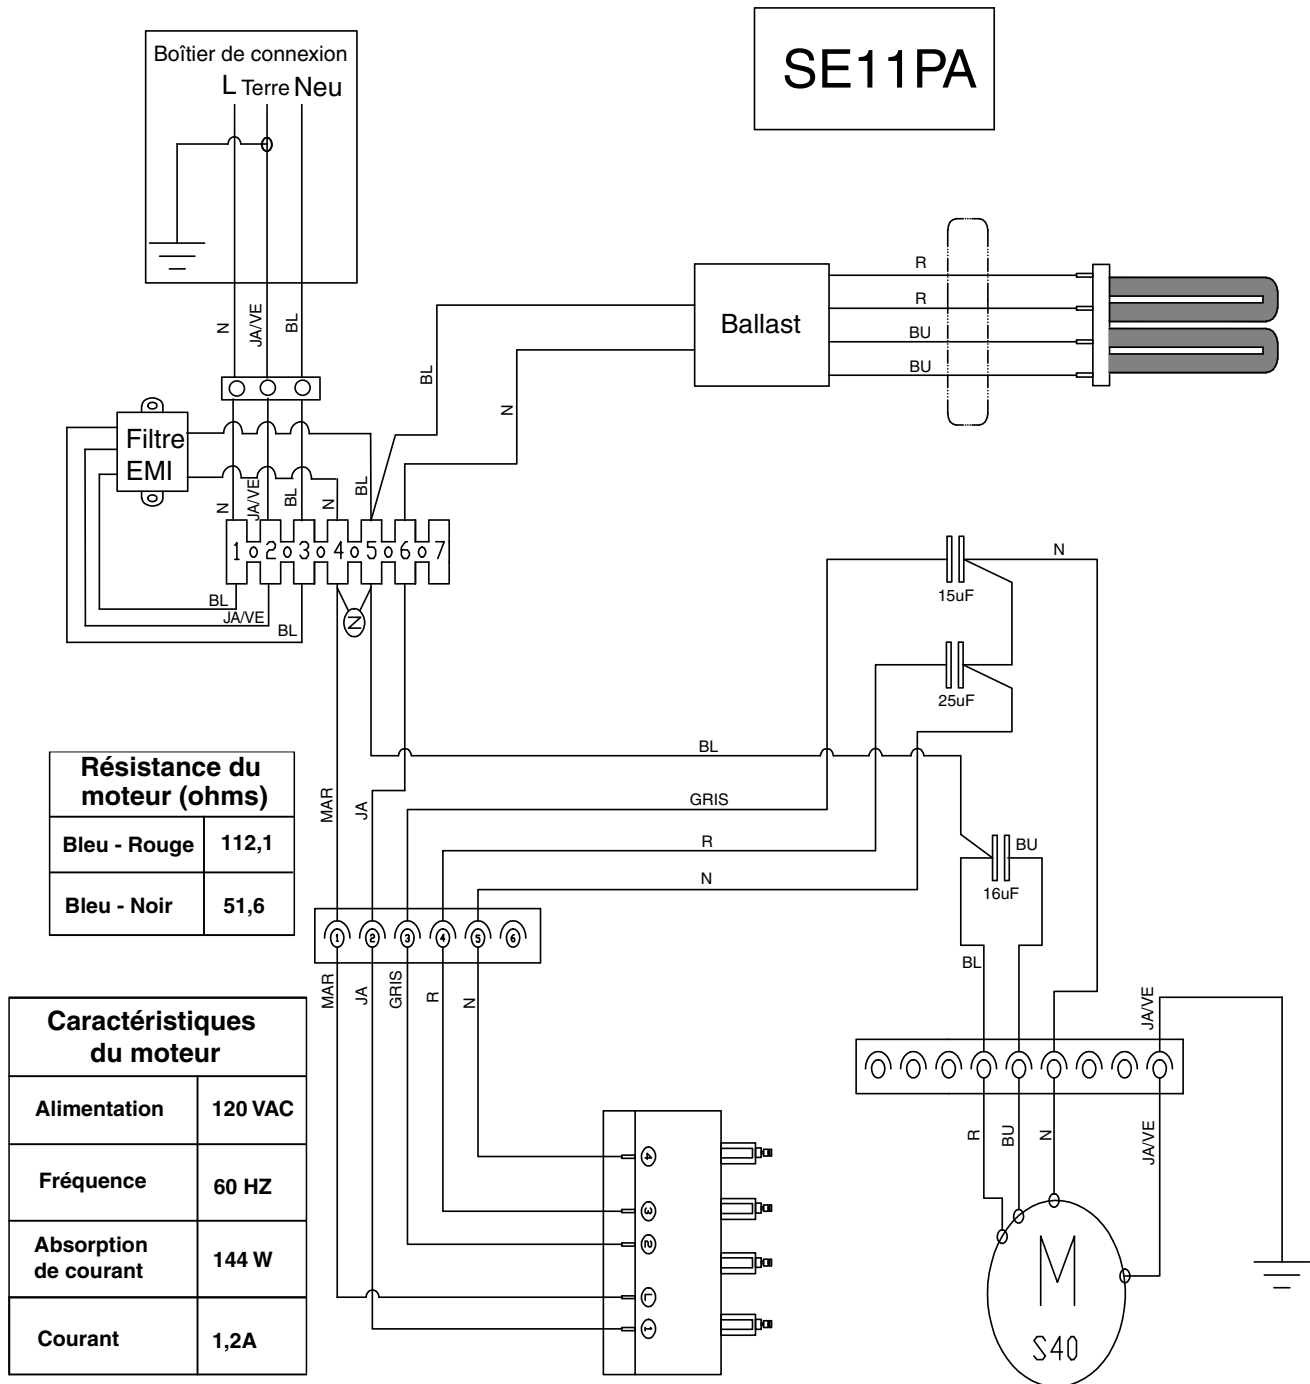 SE11PA
Boîtier de connexion
L Terre Neu
N
JA/VE
BL
Filtre
EMI
N
JA/VE
BL
N
BL
BL
N
1 2 3 4 5 6 7
BL
JA/VE
BL
N
Ballast
R
R
BU
BU
15uF
N
25uF
BL
GRIS
R
N
MAR
JA
BU
16uF
BL
Résistance du
moteur (ohms)
Bleu - Rouge 112,1
Bleu - Noir 51,6
1 2 3 4 5 6
MAR
JA
GRIS
R
N
Caractéristiques
du moteur
Alimentation 120 VAC
Fréquence 60 HZ
Absorption
de courant 144 W
Courant 1,2A
4
3
2
L
1
JA/VE
R
BU
N
JA/VE
M
S40